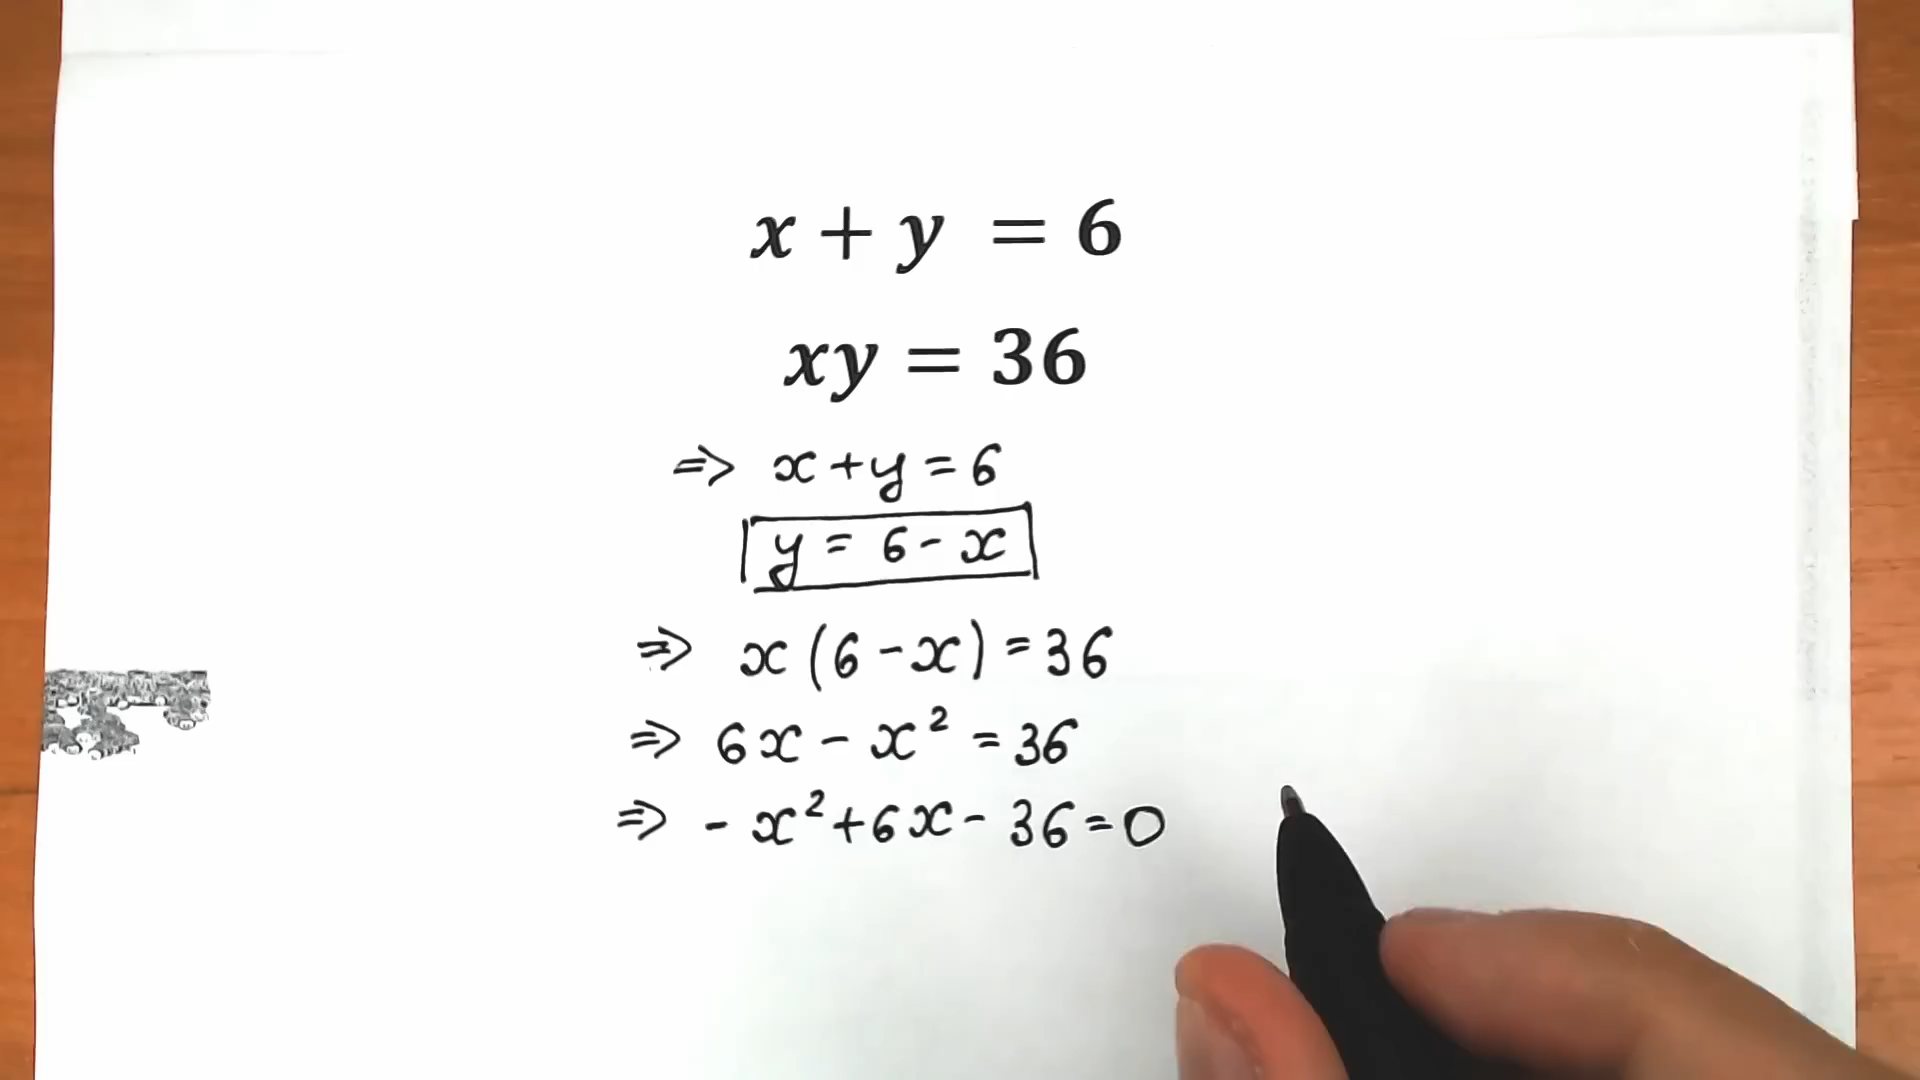 x + y = 6
xy = 36
=> x + y = 6
y = 6 - x
=> x (6 - x) = 36
=> 6x - x² = 36
=> - x² + 6x - 36 = 0